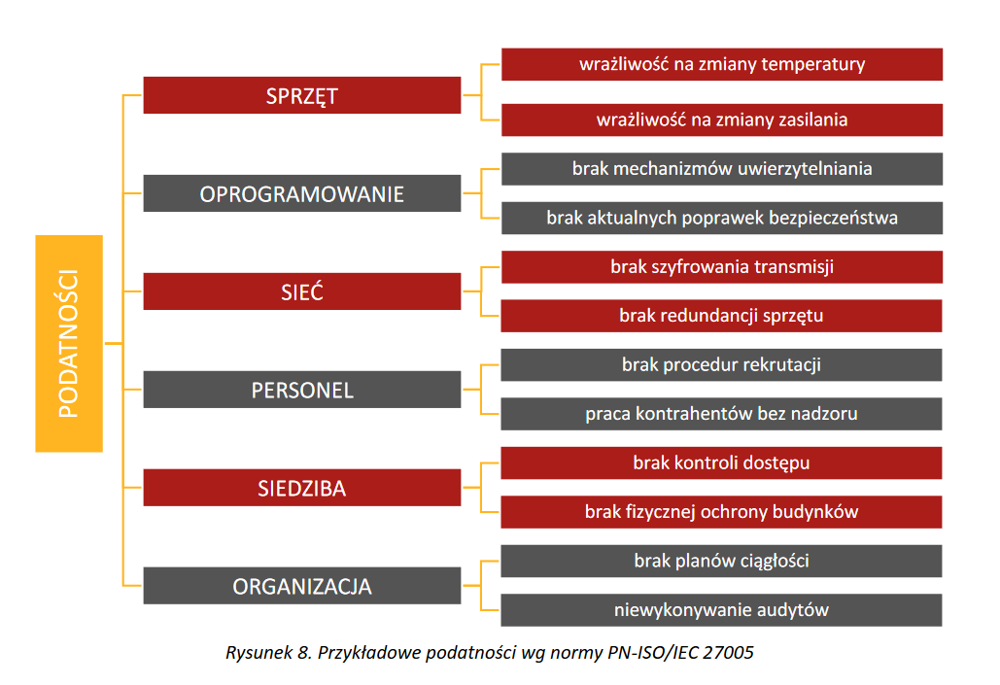 PODATNOŚCI
SPRZĘT
wrażliwość na zmiany temperatury
wrażliwość na zmiany zasilania
OPROGRAMOWANIE
brak mechanizmów uwierzytelniania
brak aktualnych poprawek bezpieczeństwa
SIEĆ
brak szyfrowania transmisji
brak redundancji sprzętu
PERSONEL
brak procedur rekrutacji
praca kontrahentów bez nadzoru
SIEDZIBA
brak kontroli dostępu
brak fizycznej ochrony budynków
ORGANIZACJA
brak planów ciągłości
niewykonywanie audytów
Rysunek 8. Przykładowe podatności wg normy PN-ISO/IEC 27005